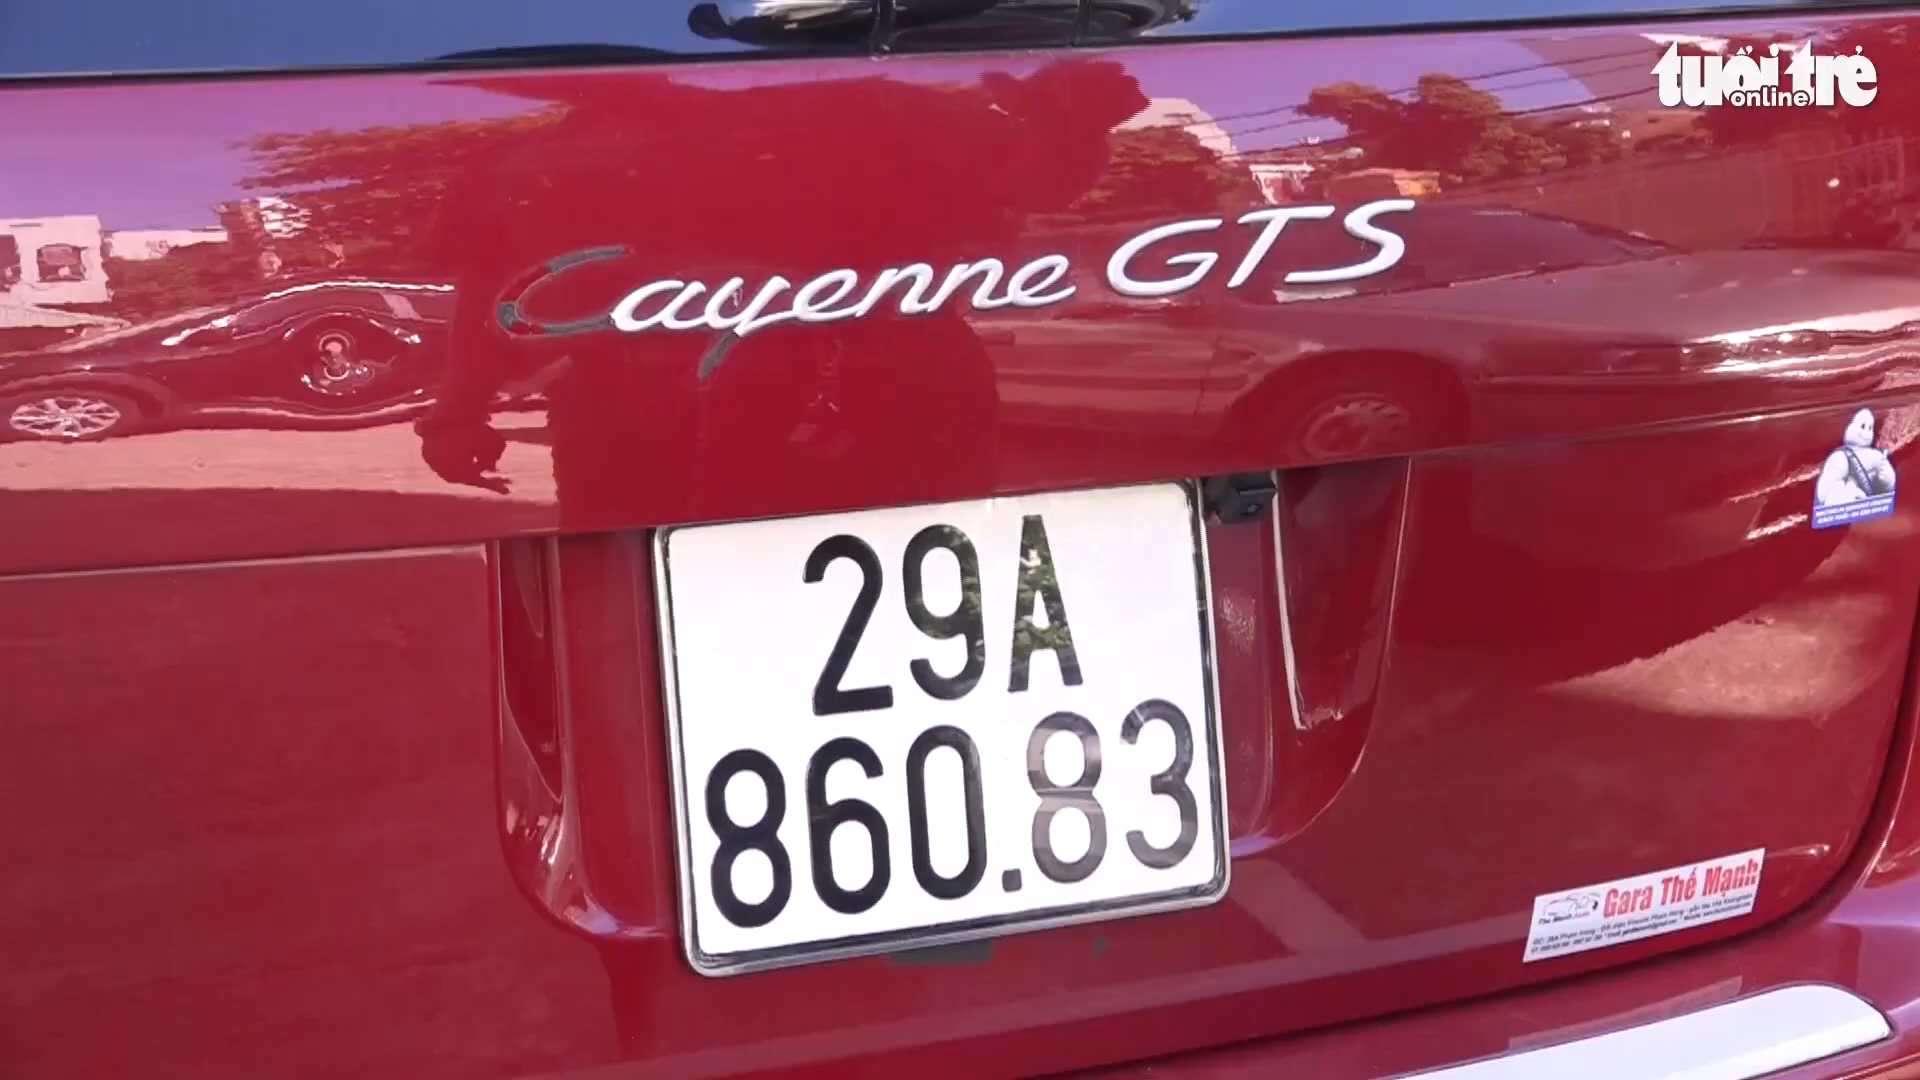 tuổi trẻ
online
Cayenne GTS
29A
860.83
Gara Thế Mạnh